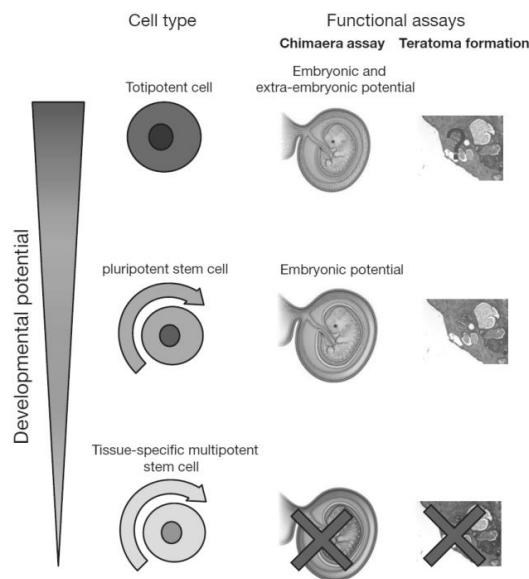 Cell type
Functional assays
Chimaera assay
Teratoma formation
Totipotent cell
Embryonic and
extra-embryonic potential
?
pluripotent stem cell
Embryonic potential
Tissue-specific multipotent
stem cell
Developmental potential